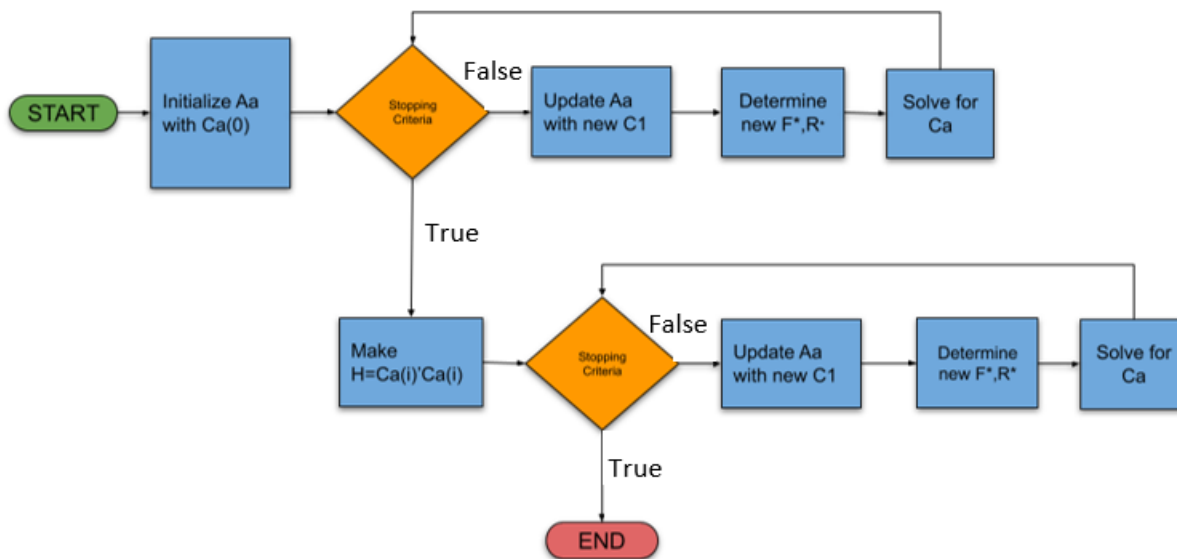 START
Initialize Aa
with Ca(0)
Stopping
Criteria
False
Update Aa
with new C1
Determine
new F*,R*
Solve for
Ca
True
Make
H=Ca(i)'Ca(i)
Stopping
Criteria
False
Update Aa
with new C1
Determine
new F*,R*
Solve for
Ca
True
END